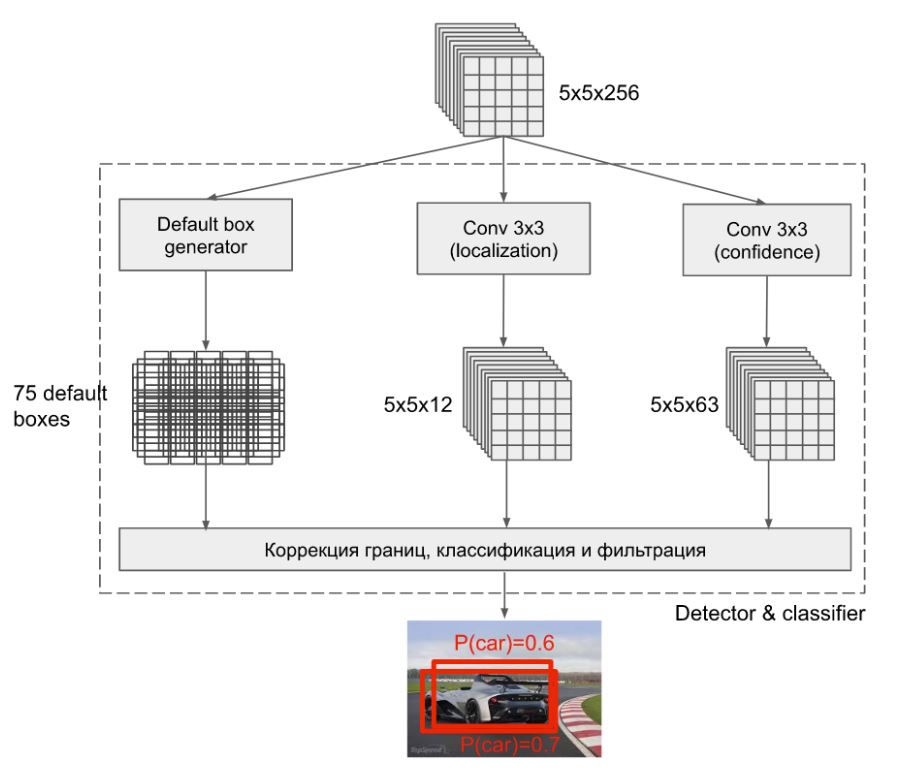 5x5x256
Default box
generator
Conv 3x3
(localization)
Conv 3x3
(confidence)
75 default
boxes
5x5x12
5x5x63
Коррекция границ, классификация и фильтрация
Detector & classifier
P(car)=0.6
P(car)=0.7
TopSpeed